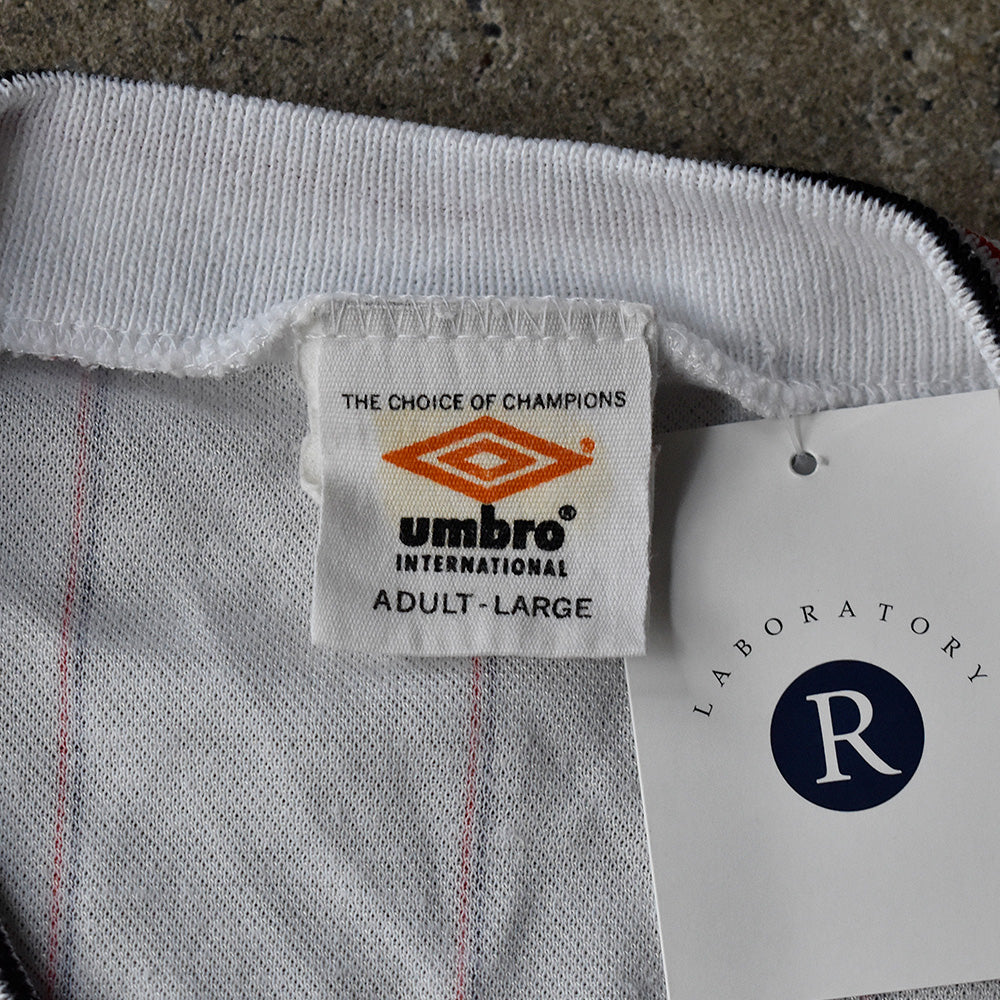 THE CHOICE OF CHAMPIONS
umbro®
INTERNATIONAL
ADULT-LARGE
LABORATORY
R